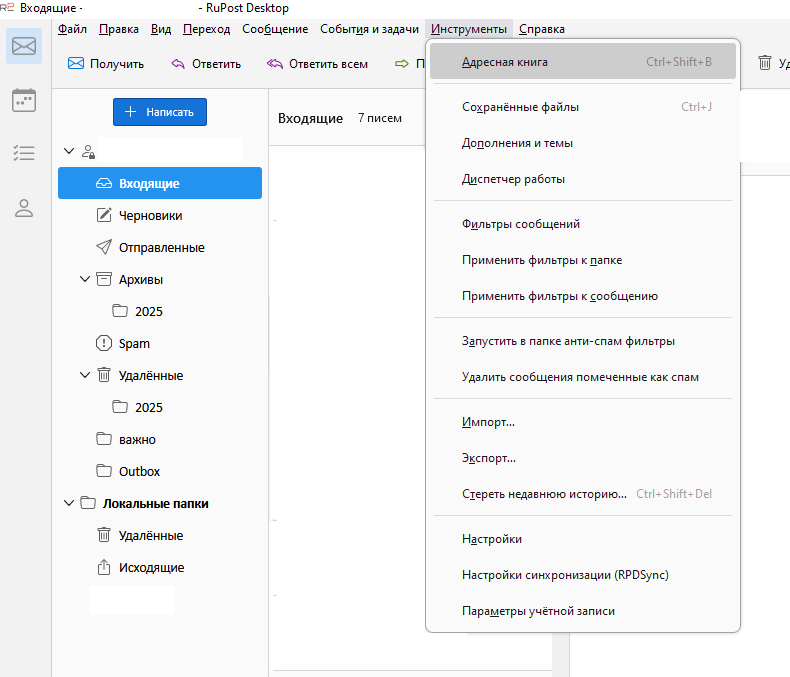 Входящие - - RuPost Desktop
Файл Правка Вид Переход Сообщение События и задачи Инструменты Справка
Получить Ответить Ответить всем
Написать
Входящие 7 писем
Входящие
Черновики
Отправленные
Архивы
2025
Spam
Удалённые
2025
важно
Outbox
Локальные папки
Удалённые
Исходящие
Адресная книга Ctrl+Shift+B
Сохранённые файлы Ctrl+J
Дополнения и темы
Диспетчер работы
Фильтры сообщений
Применить фильтры к папке
Применить фильтры к сообщению
Запустить в папке анти-спам фильтры
Удалить сообщения помеченные как спам
Импорт...
Экспорт...
Стереть недавнюю историю... Ctrl+Shift+Del
Настройки
Настройки синхронизации (RPDSync)
Параметры учётной записи